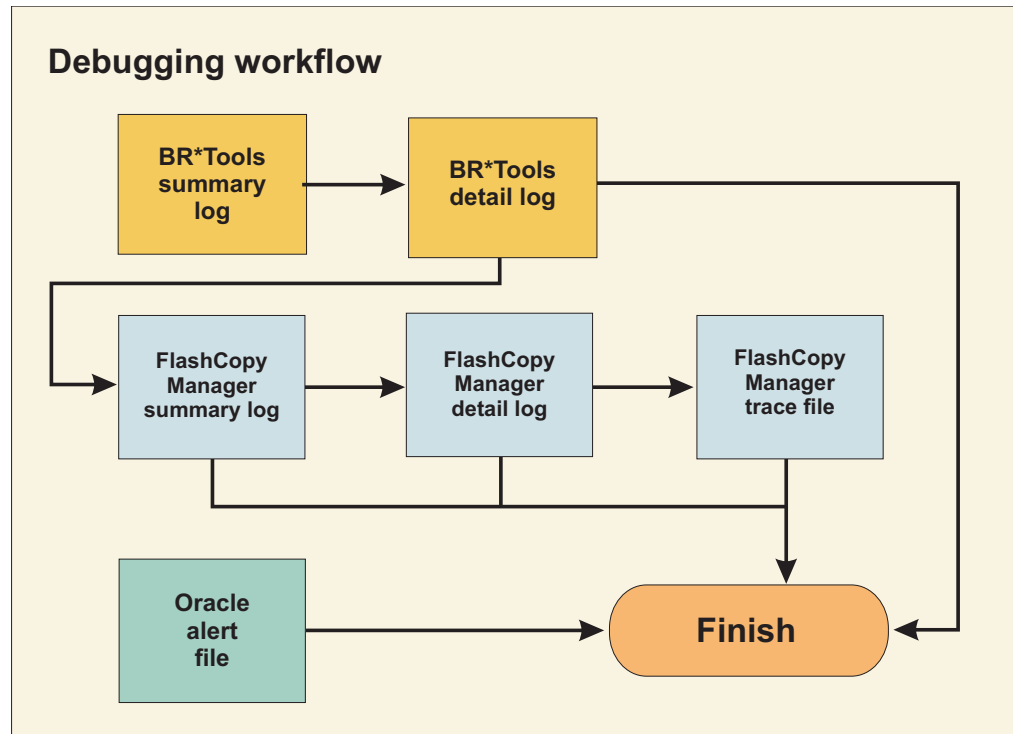 Debugging workflow
BR*Tools
summary
log
BR*Tools
detail log
FlashCopy
Manager
summary log
FlashCopy
Manager
detail log
FlashCopy
Manager
trace file
Oracle
alert
file
Finish